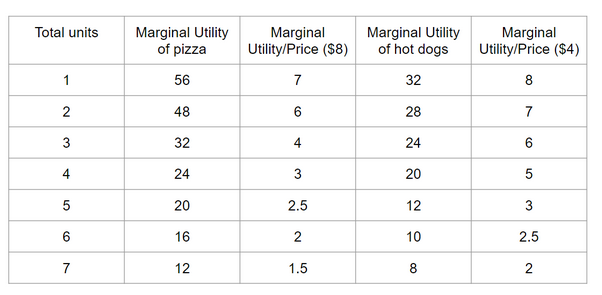 Total units Marginal Utility of pizza Marginal Utility/Price ($8) Marginal Utility of hot dogs Marginal Utility/Price ($4)
1 56 7 32 8
2 48 6 28 7
3 32 4 24 6
4 24 3 20 5
5 20 2.5 12 3
6 16 2 10 2.5
7 12 1.5 8 2